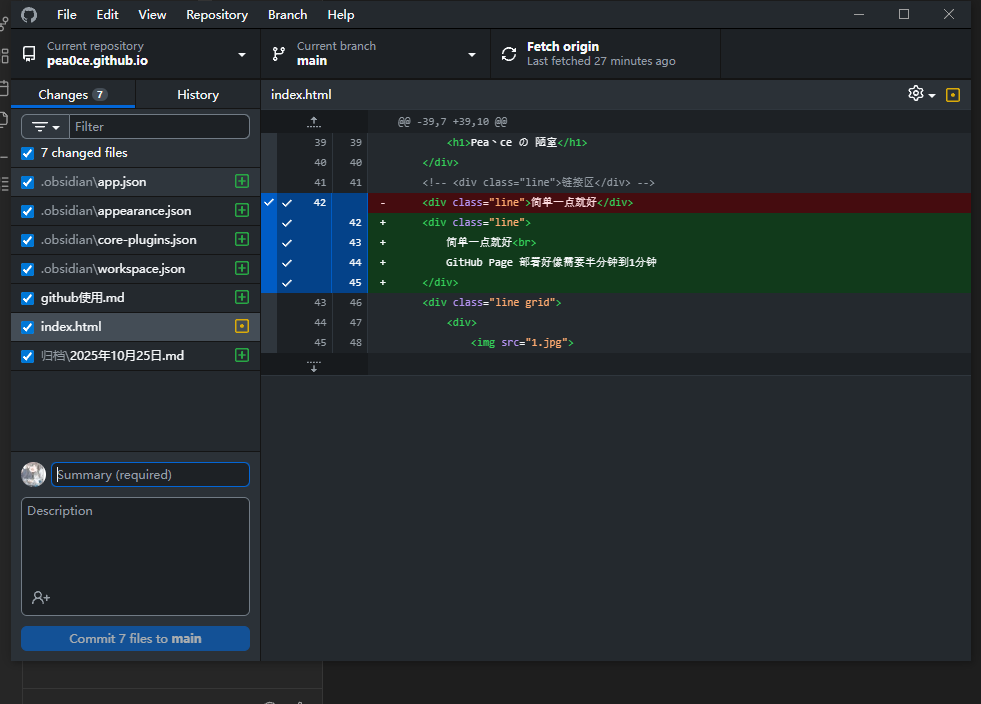 File Edit View Repository Branch Help
Current repository
pea0ce.github.io
Current branch
main
Fetch origin
Last fetched 27 minutes ago
Changes 7
History
index.html
Filter
7 changed files
.obsidian\app.json
.obsidian\appearance.json
.obsidian\core-plugins.json
.obsidian\workspace.json
github使用.md
index.html
归档\2025年10月25日.md
Summary (required)
Description
Commit 7 files to main
@@ -39,7 +39,10 @@
39 39 <h1>Pea丶ce の 陋室</h1>
40 40 </div>
41 41 <!-- <div class="line">链接区</div> -->
42 - <div class="line">简单一点就好</div>
42 + <div class="line">
43 + 简单一点就好<br>
44 + GitHub Page 部署好像需要半分钟到1分钟
45 + </div>
43 46 <div class="line grid">
44 47 <div>
45 48 <img src="1.jpg">